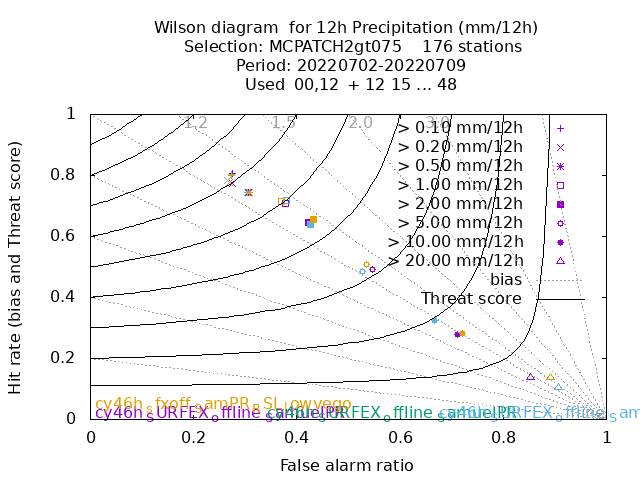 Wilson diagram for 12h Precipitation (mm/12h)
Selection: MCPATCH2gt075 176 stations
Period: 20220702-20220709
Used 00,12 + 12 15 ... 48
Hit rate (bias and Threat score)
1
0.8
0.6
0.4
0.2
0
1.2
1.5
2.0
3.0
> 0.10 mm/12h
> 0.20 mm/12h
> 0.50 mm/12h
> 1.00 mm/12h
> 2.00 mm/12h
> 5.00 mm/12h
> 10.00 mm/12h
> 20.00 mm/12h
bias
Threat score
0
0.2
0.4
0.6
0.8
1
False alarm ratio